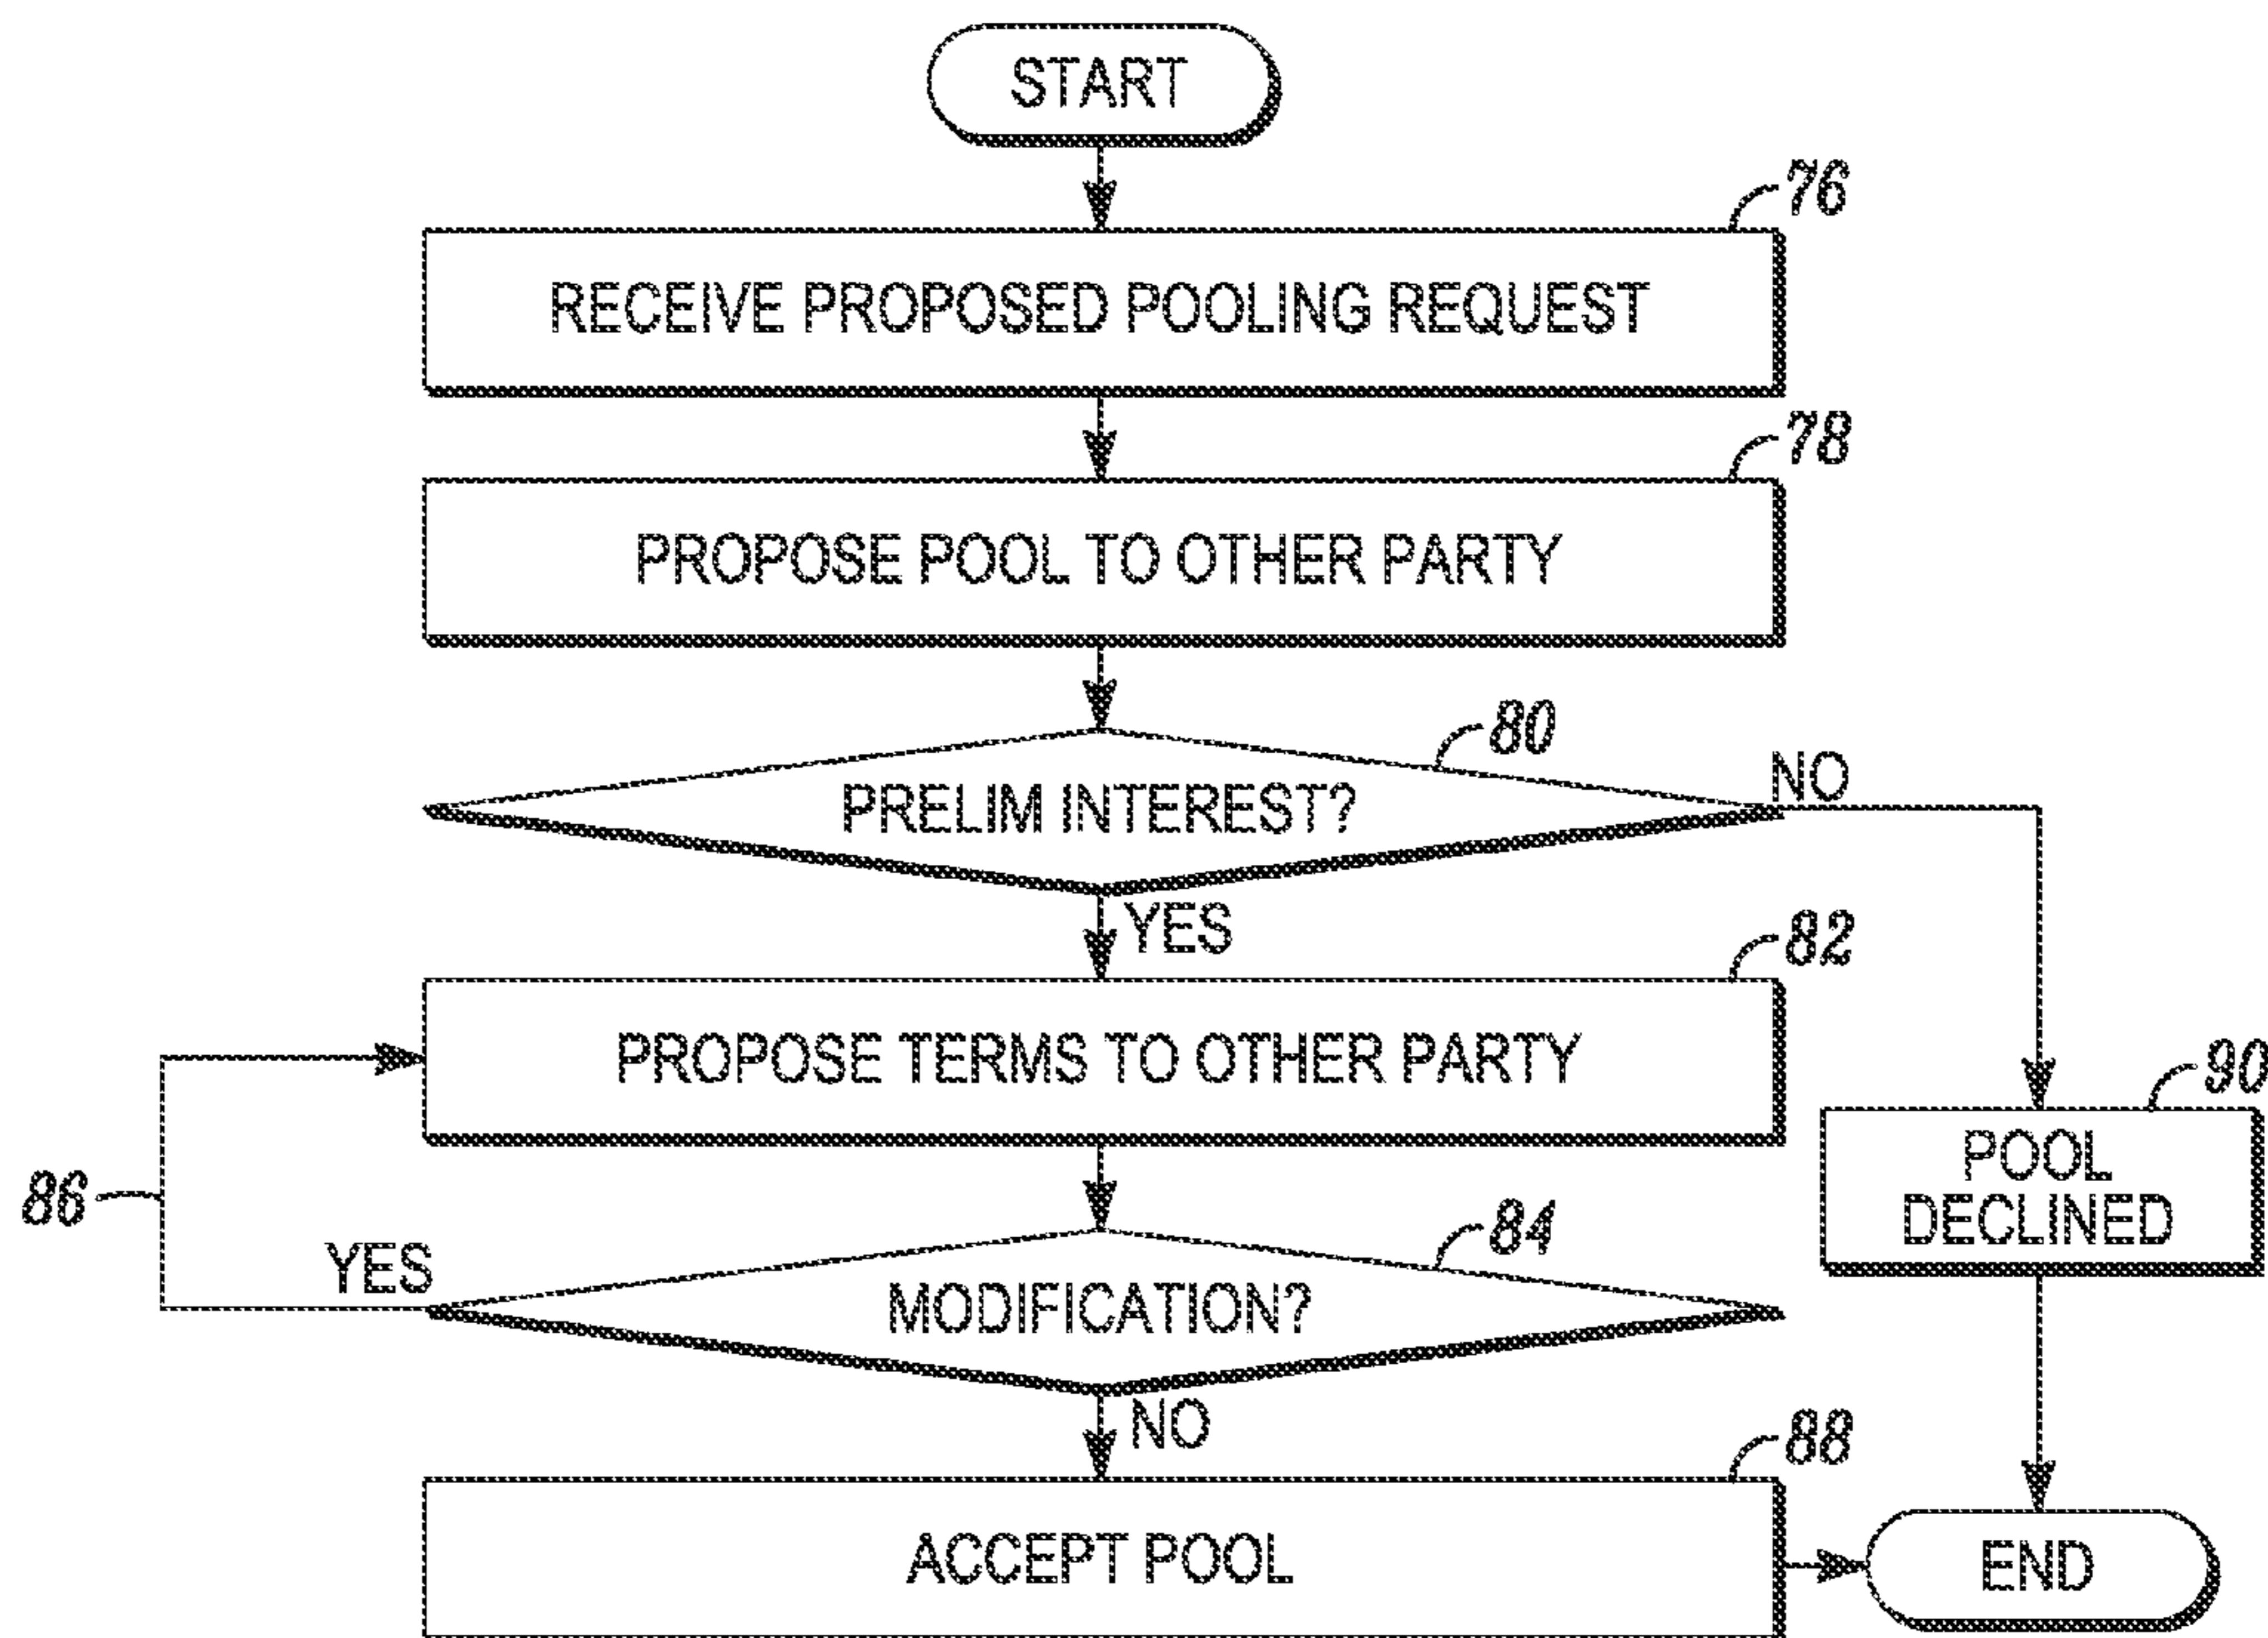 START
76
RECEIVE PROPOSED POOLING REQUEST
78
PROPOSE POOL TO OTHER PARTY
80
PRELIM INTEREST?
NO
YES
82
PROPOSE TERMS TO OTHER PARTY
90
POOL
DECLINED
86
YES
84
MODIFICATION?
NO
88
ACCEPT POOL
END